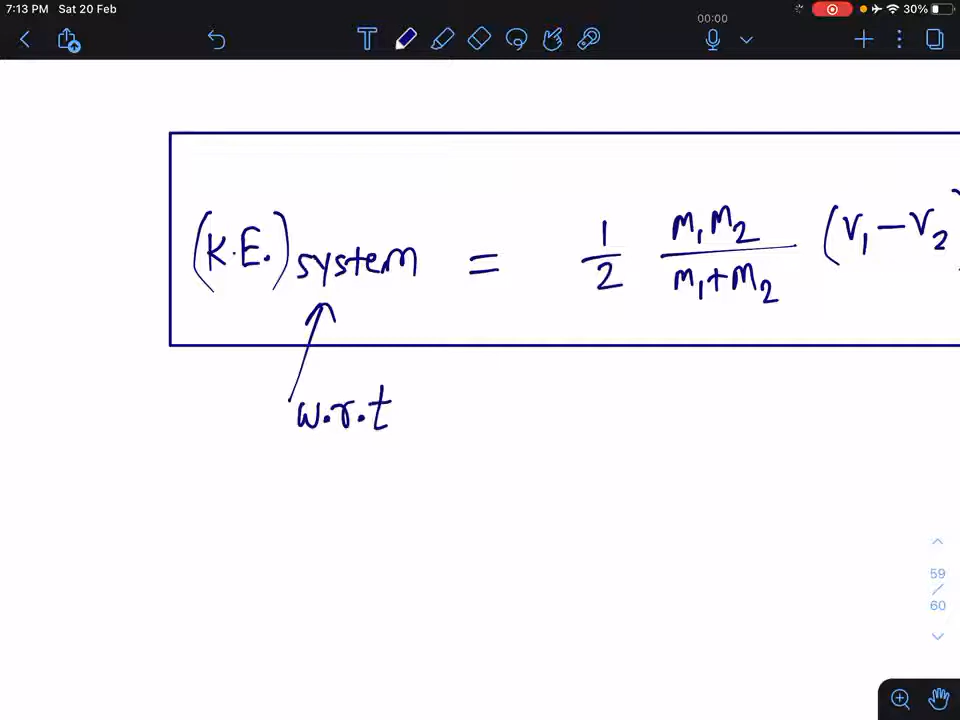 7:13 PM Sat 20 Feb 30%
00:00
T
(K.E.) system = 1/2 m₁m₂/m₁+m₂ (v₁-v₂)
w.r.t
59
/
60